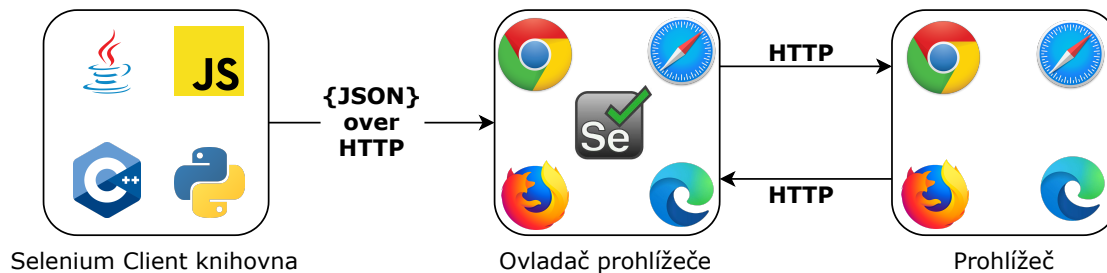 JS
C++
{JSON}
over
HTTP
Se
HTTP
HTTP
Selenium Client knihovna
Ovladač prohlížeče
Prohlížeč